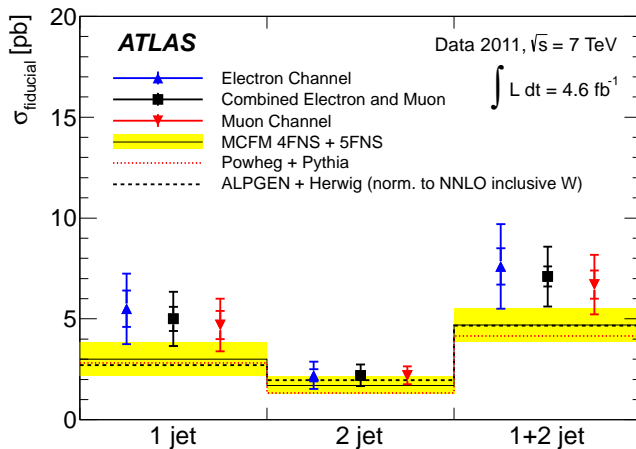 ATLAS
Data 2011, √s = 7 TeV
∫ L dt = 4.6 fb⁻¹
Electron Channel
Combined Electron and Muon
Muon Channel
MCFM 4FNS + 5FNS
Powheg + Pythia
ALPGEN + Herwig (norm. to NNLO inclusive W)
σfiducial [pb]
20
15
10
5
0
1 jet
2 jet
1+2 jet